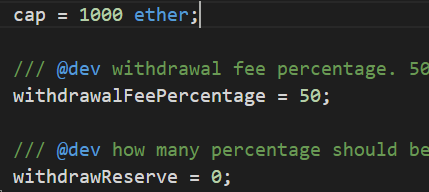 cap = 1000 ether;
/// @dev withdrawal fee percentage. 50
withdrawalFeePercentage = 50;
/// @dev how many percentage should be
withdrawReserve = 0;